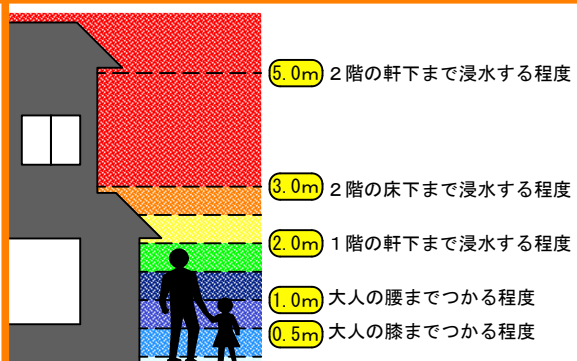 5.0m 2階の軒下まで浸水する程度
3.0m 2階の床下まで浸水する程度
2.0m 1階の軒下まで浸水する程度
1.0m 大人の腰までつかる程度
0.5m 大人の膝までつかる程度